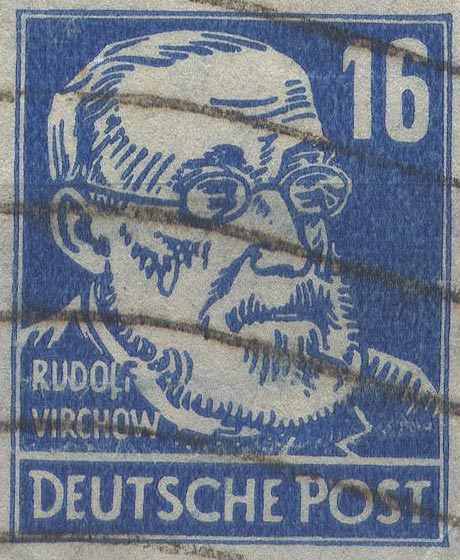 16
RUDOLF
VIRCHOW
DEUTSCHE POST